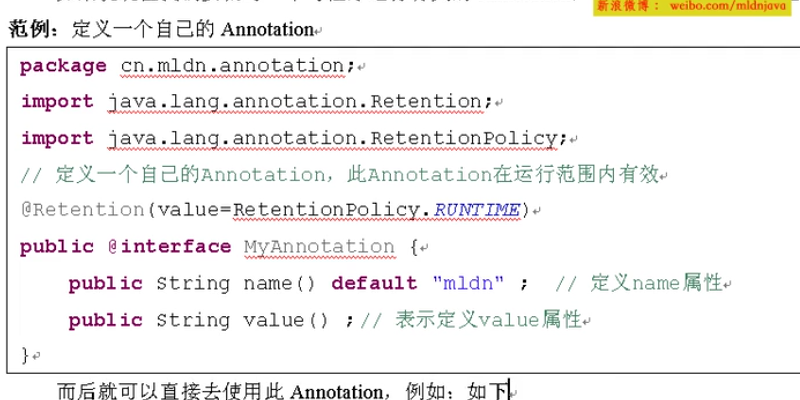 新浪微博： weibo.com/mldnjava
范例：定义一个自己的 Annotation
package cn.mldn.annotation;
import java.lang.annotation.Retention;
import java.lang.annotation.RetentionPolicy;
// 定义一个自己的Annotation，此Annotation在运行范围内有效
@Retention(value=RetentionPolicy.RUNTIME)
public @interface MyAnnotation {
public String name() default "mldn" ; // 定义name属性
public String value() ;// 表示定义value属性
}
而后就可以直接去使用此 Annotation，例如：如下